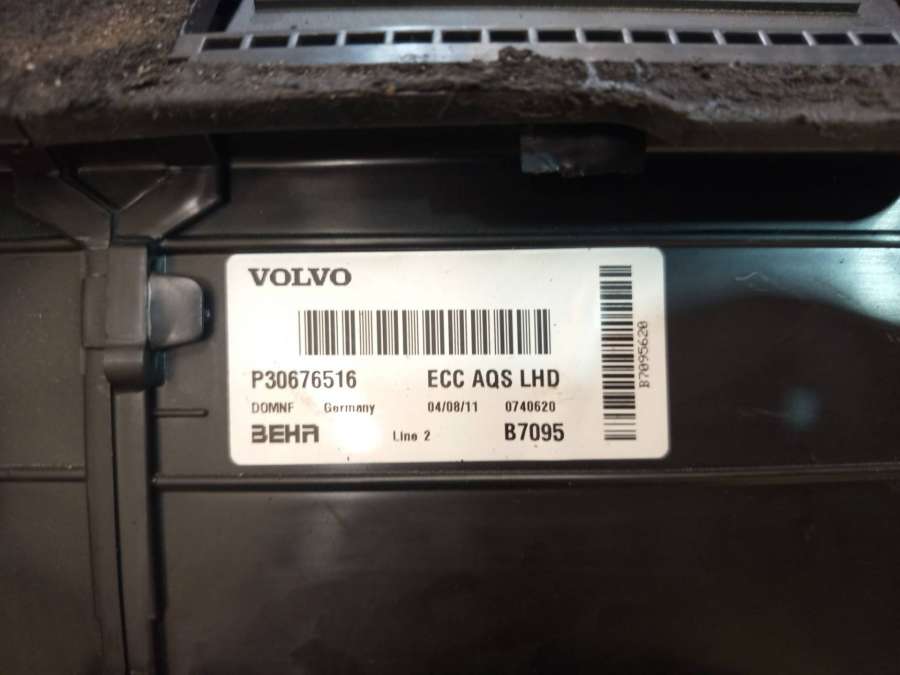 VOLVO
P30676516 ECC AQS LHD
DOMNF Germany 04/08/11 0740620
BEHR Line 2 B7095
B7095620